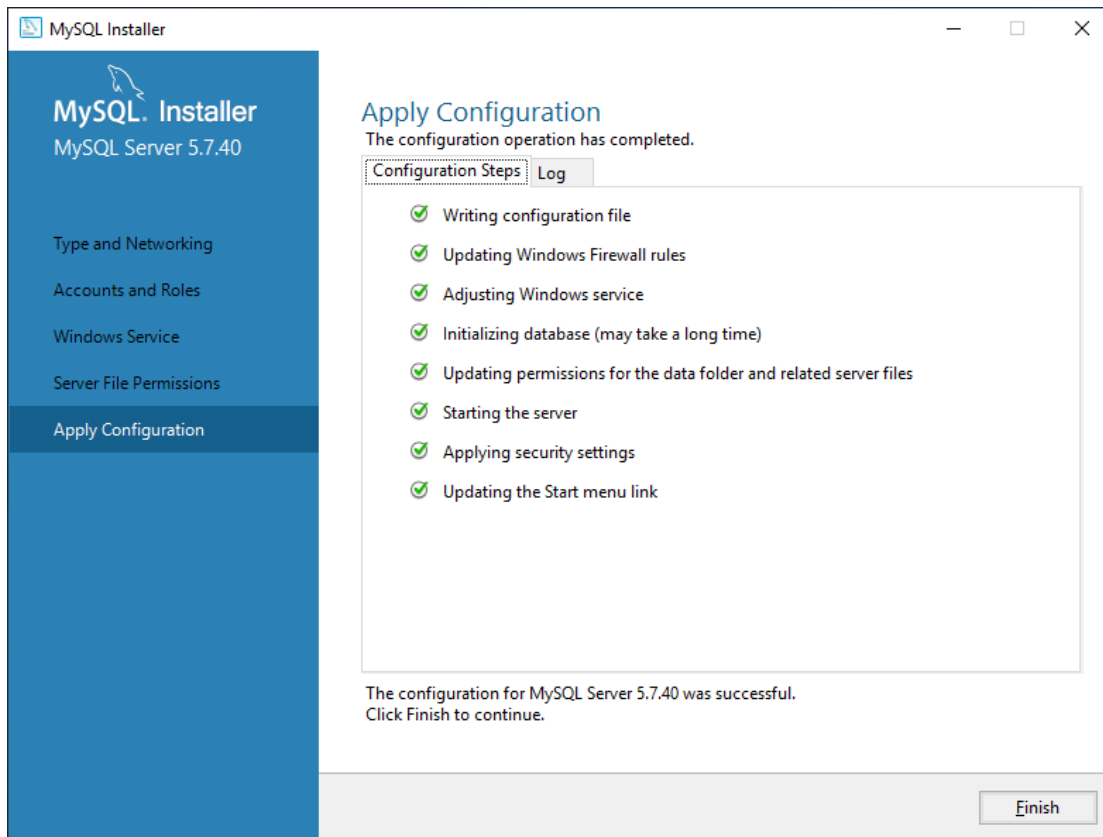 MySQL Installer
MySQL. Installer
MySQL Server 5.7.40
Type and Networking
Accounts and Roles
Windows Service
Server File Permissions
Apply Configuration
Apply Configuration
The configuration operation has completed.
Configuration Steps
Log
Writing configuration file
Updating Windows Firewall rules
Adjusting Windows service
Initializing database (may take a long time)
Updating permissions for the data folder and related server files
Starting the server
Applying security settings
Updating the Start menu link
The configuration for MySQL Server 5.7.40 was successful.
Click Finish to continue.
Finish